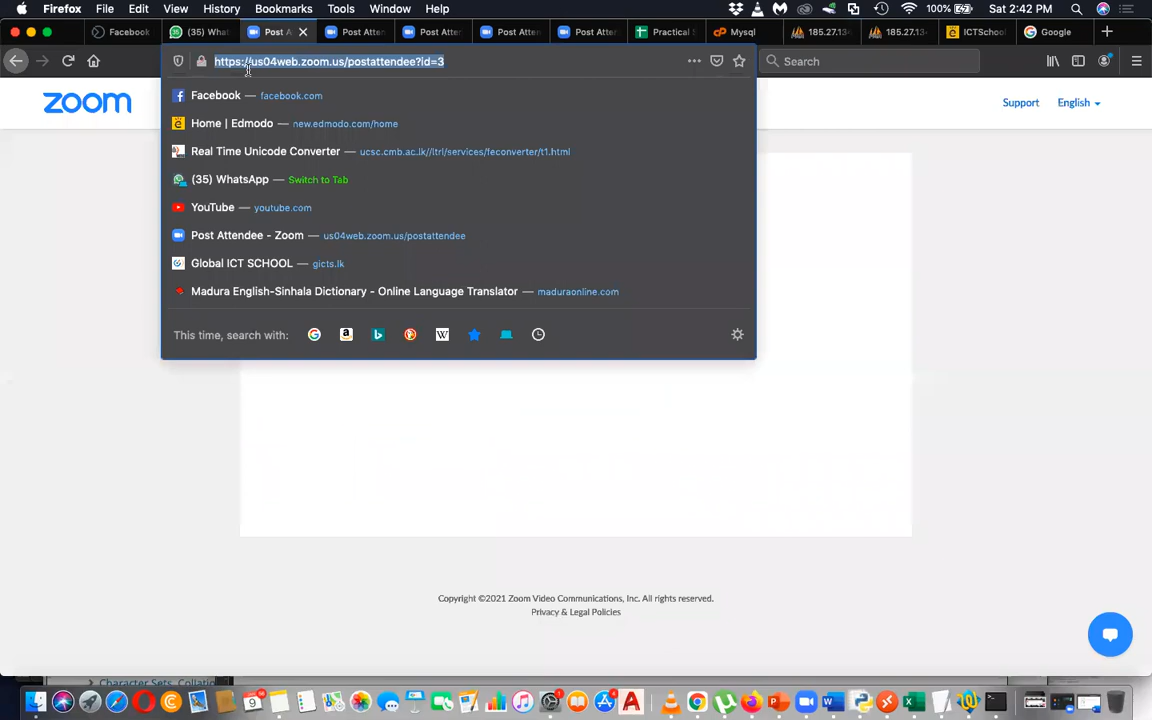 Firefox File Edit View History Bookmarks Tools Window Help 100% Sat 2:42 PM
Facebook (35) What Post A Post Atten Post Atten Post Atten Post Atten Practical Mysql 185.27.13 185.27.13 ICTSchool Google
https://us04web.zoom.us/postattendee?id=3
Search
zoom
Support English
Facebook — facebook.com
Home | Edmodo — new.edmodo.com/home
Real Time Unicode Converter — ucsc.cmb.ac.lk//ltrl/services/feconverter/t1.html
(35) WhatsApp — Switch to Tab
YouTube — youtube.com
Post Attendee - Zoom — us04web.zoom.us/postattendee
Global ICT SCHOOL — gicts.lk
Madura English-Sinhala Dictionary - Online Language Translator — maduraonline.com
This time, search with:
Copyright ©2021 Zoom Video Communications, Inc. All rights reserved.
Privacy & Legal Policies
Character Sets, Collatio